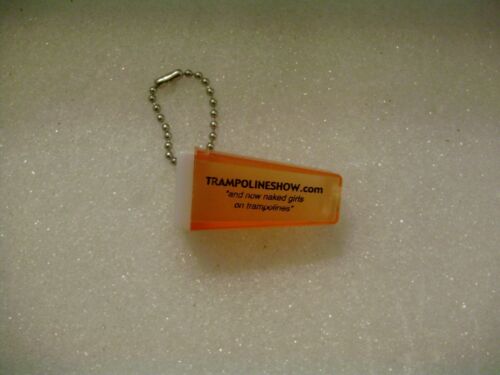 TRAMPOLINESHOW.com
"and now naked girls
on trampolines"